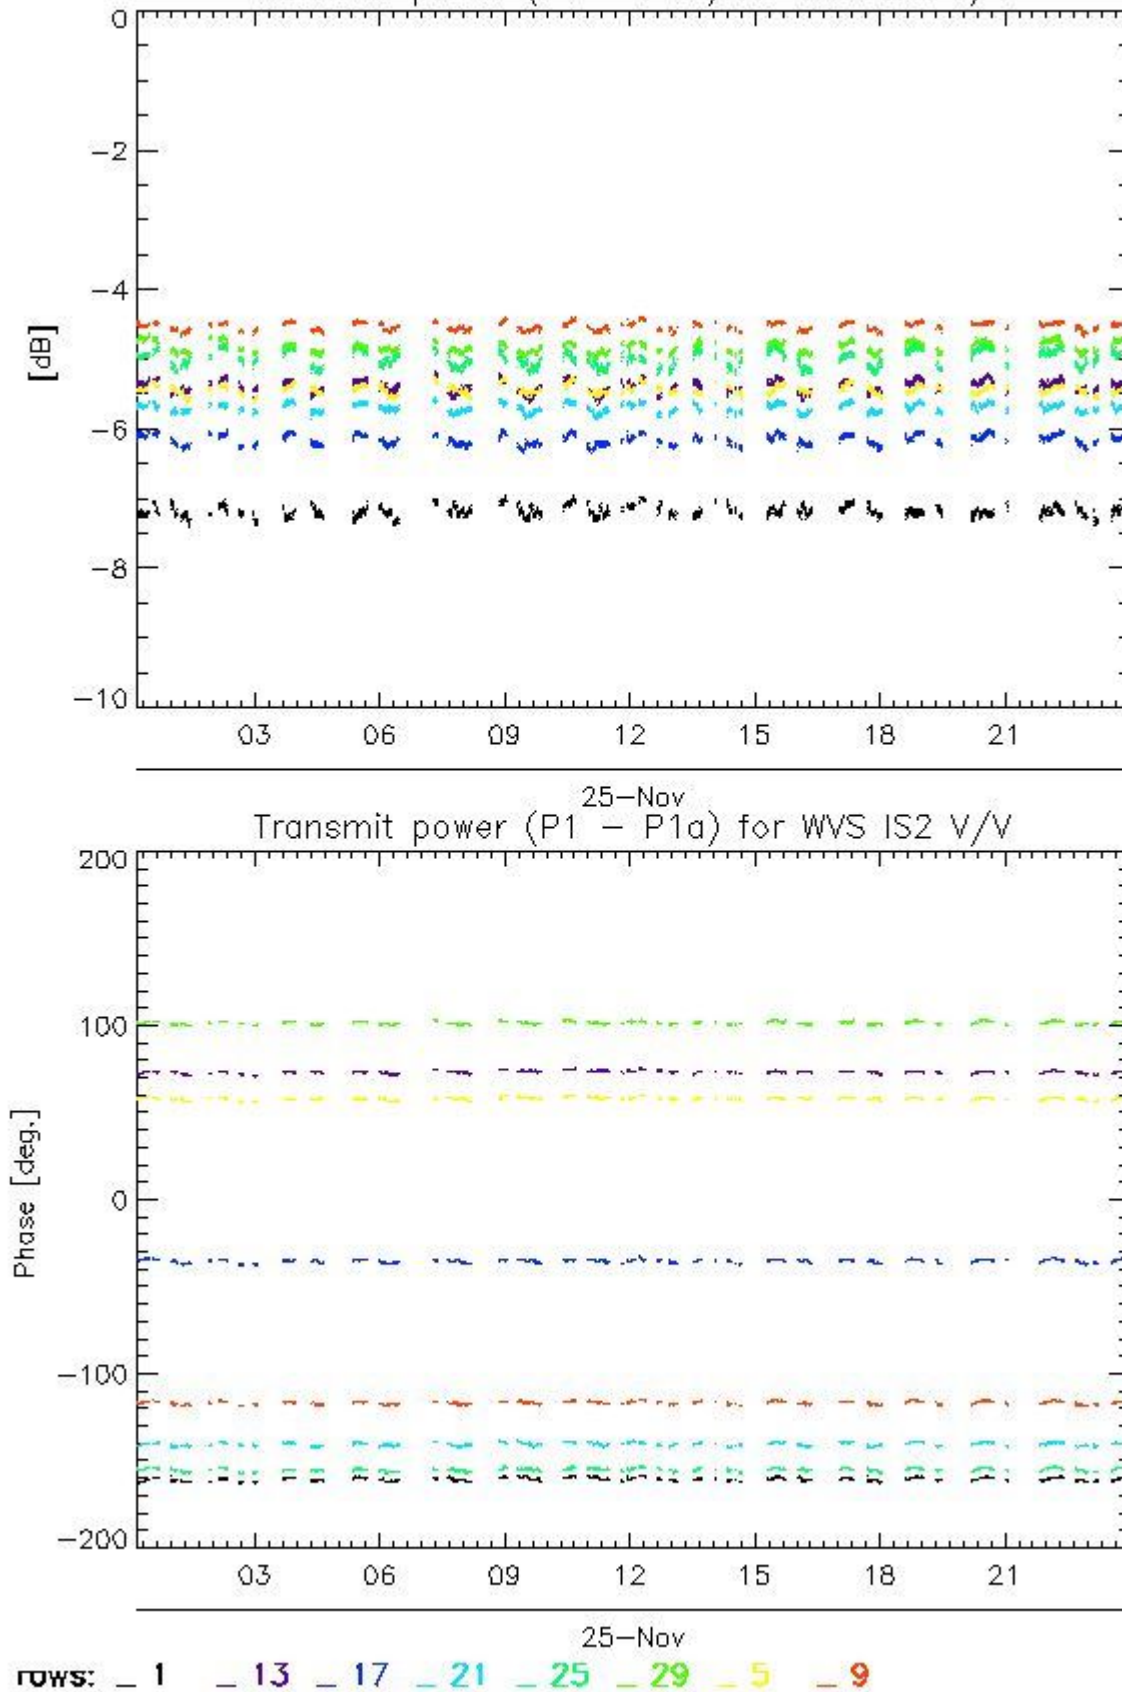 0
-2
-4
-6
-8
-10
[dB]
03 06 09 12 15 18 21
25-Nov
Transmit power (P1 - P1a) for WVS IS2 V/V
200
100
0
-100
-200
Phase [deg.]
03 06 09 12 15 18 21
25-Nov
rows: _ 1 _ 13 _ 17 _ 21 _ 25 _ 29 _ 5 _ 9